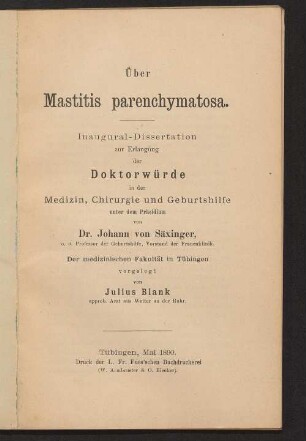 Über
Mastitis parenchymatosa.
Inaugural-Dissertation
zur Erlangung
der
Doktorwürde
in der
Medizin, Chirurgie und Geburtshilfe
unter dem Präsidium
von
Dr. Johann von Säxinger,
o. ö. Professor der Geburtshilfe, Vorstand der Frauenklinik.
Der medizinischen Fakultät in Tübingen
vorgelegt
von
Julius Blank
approb. Arzt aus Wetter an der Ruhr.
Tübingen, Mai 1890.
Druck der L. Fr. Fues'schen Buchdruckerei
(W. Armbruster & O. Riecker).